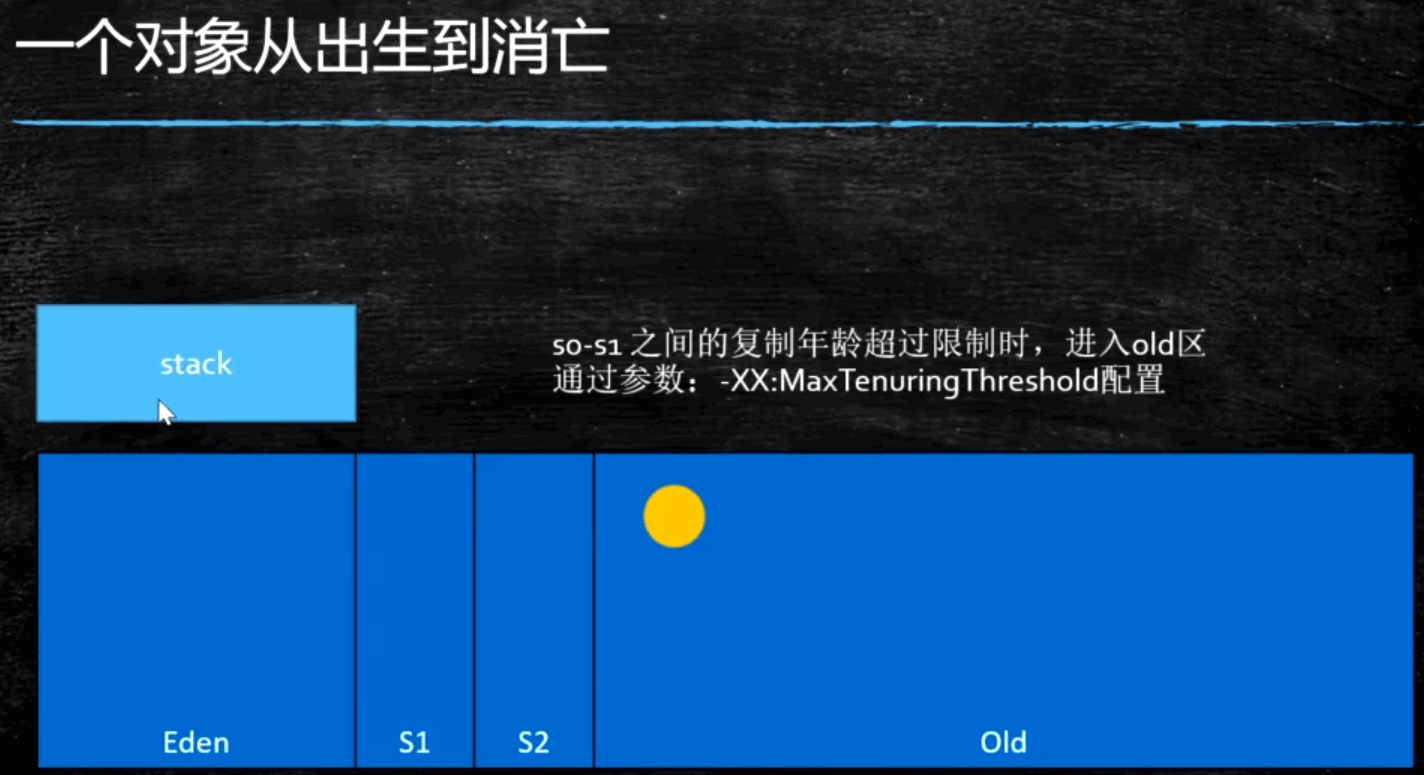 一个对象从出生到消亡
stack
s0-s1 之间的复制年龄超过限制时，进入old区
通过参数：-XX:MaxTenuringThreshold配置
Eden
S1
S2
Old